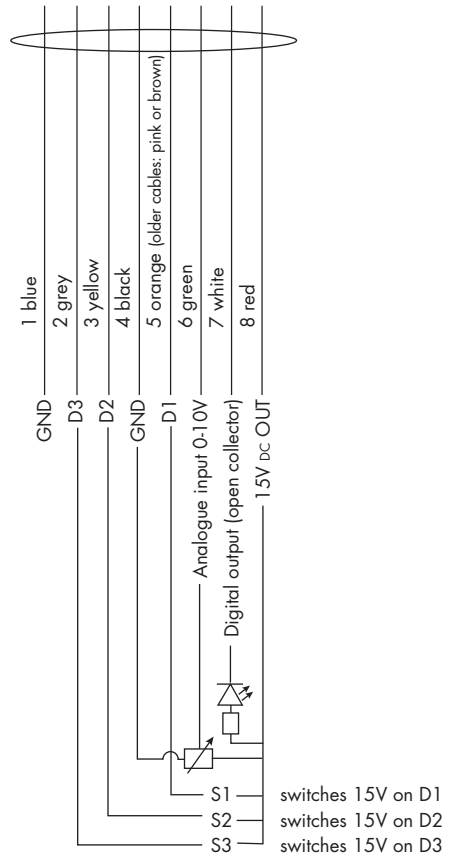 1 blue
2 grey
3 yellow
4 black
5 orange (older cables: pink or brown)
6 green
7 white
8 red
GND
D3
D2
GND
D1
Analogue input 0-10V
Digital output (open collector)
15V DC OUT
S1 switches 15V on D1
S2 switches 15V on D2
S3 switches 15V on D3